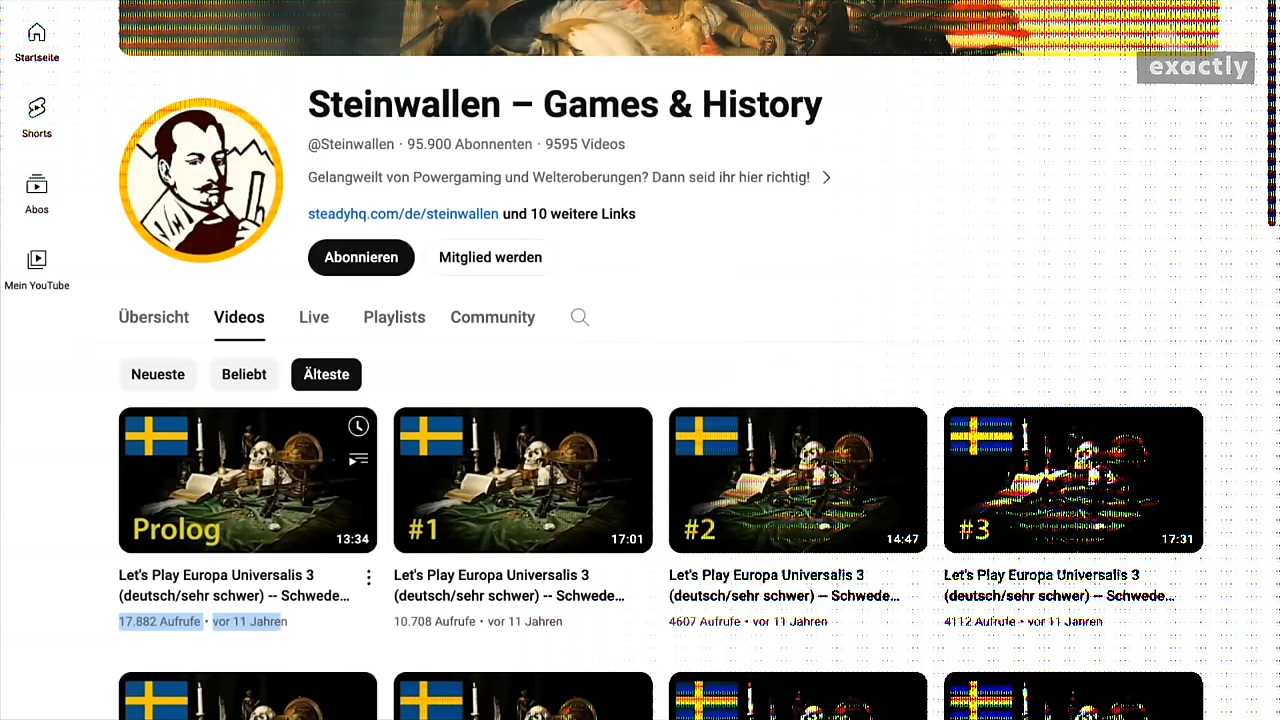 Startseite
Shorts
Abos
Mein YouTube
exactly
Steinwallen – Games & History
@Steinwallen · 95.900 Abonnenten · 9595 Videos
Gelangweilt von Powergaming und Welteroberungen? Dann seid ihr hier richtig!
steadyhq.com/de/steinwallen und 10 weitere Links
Abonnieren Mitglied werden
Übersicht Videos Live Playlists Community
Neueste Beliebt Älteste
Prolog 13:34 #1 17:01 #2 14:47 #3 17:31
Let's Play Europa Universalis 3 Let's Play Europa Universalis 3 Let's Play Europa Universalis 3 Let's Play Europa Universalis 3
(deutsch/sehr schwer) -- Schwede... (deutsch/sehr schwer) -- Schwede... (deutsch/sehr schwer) -- Schwede... (deutsch/sehr schwer) -- Schwede...
17.882 Aufrufe • vor 11 Jahren 10.708 Aufrufe • vor 11 Jahren 4607 Aufrufe • vor 11 Jahren 4112 Aufrufe • vor 11 Jahren